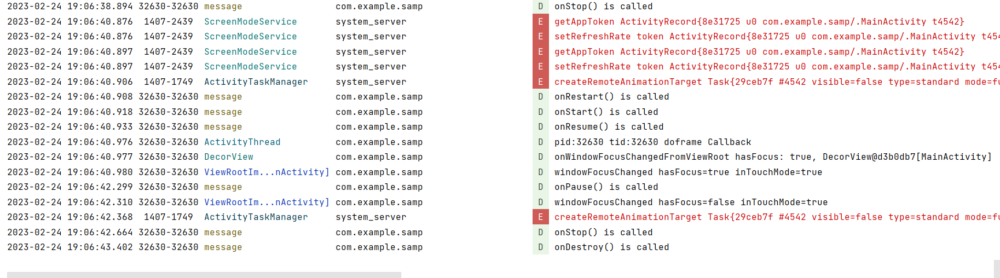 2023-02-24 19:06:38.894 32630-32630 message com.example.samp D onStop() is called
2023-02-24 19:06:40.876 1407-2439 ScreenModeService system_server E getAppToken ActivityRecord{8e31725 u0 com.example.samp/.MainActivity t4542}
2023-02-24 19:06:40.876 1407-2439 ScreenModeService system_server E setRefreshRate token ActivityRecord{8e31725 u0 com.example.samp/.MainActivity t454
2023-02-24 19:06:40.897 1407-2439 ScreenModeService system_server E getAppToken ActivityRecord{8e31725 u0 com.example.samp/.MainActivity t4542}
2023-02-24 19:06:40.897 1407-2439 ScreenModeService system_server E setRefreshRate token ActivityRecord{8e31725 u0 com.example.samp/.MainActivity t454
2023-02-24 19:06:40.906 1407-1749 ActivityTaskManager system_server E createRemoteAnimationTarget Task{29ceb7f #4542 visible=false type=standard mode=fu
2023-02-24 19:06:40.908 32630-32630 message com.example.samp D onRestart() is called
2023-02-24 19:06:40.918 32630-32630 message com.example.samp D onStart() is called
2023-02-24 19:06:40.933 32630-32630 message com.example.samp D onResume() is called
2023-02-24 19:06:40.976 32630-32630 ActivityThread com.example.samp D pid:32630 tid:32630 doframe Callback
2023-02-24 19:06:40.977 32630-32630 DecorView com.example.samp D onWindowFocusChangedFromViewRoot hasFocus: true, DecorView@d3b0db7[MainActivity]
2023-02-24 19:06:40.980 32630-32630 ViewRootIm...nActivity] com.example.samp D windowFocusChanged hasFocus=true inTouchMode=true
2023-02-24 19:06:42.299 32630-32630 message com.example.samp D onPause() is called
2023-02-24 19:06:42.310 32630-32630 ViewRootIm...nActivity] com.example.samp D windowFocusChanged hasFocus=false inTouchMode=true
2023-02-24 19:06:42.368 1407-1749 ActivityTaskManager system_server E createRemoteAnimationTarget Task{29ceb7f #4542 visible=false type=standard mode=fu
2023-02-24 19:06:42.664 32630-32630 message com.example.samp D onStop() is called
2023-02-24 19:06:43.402 32630-32630 message com.example.samp D onDestroy() is called